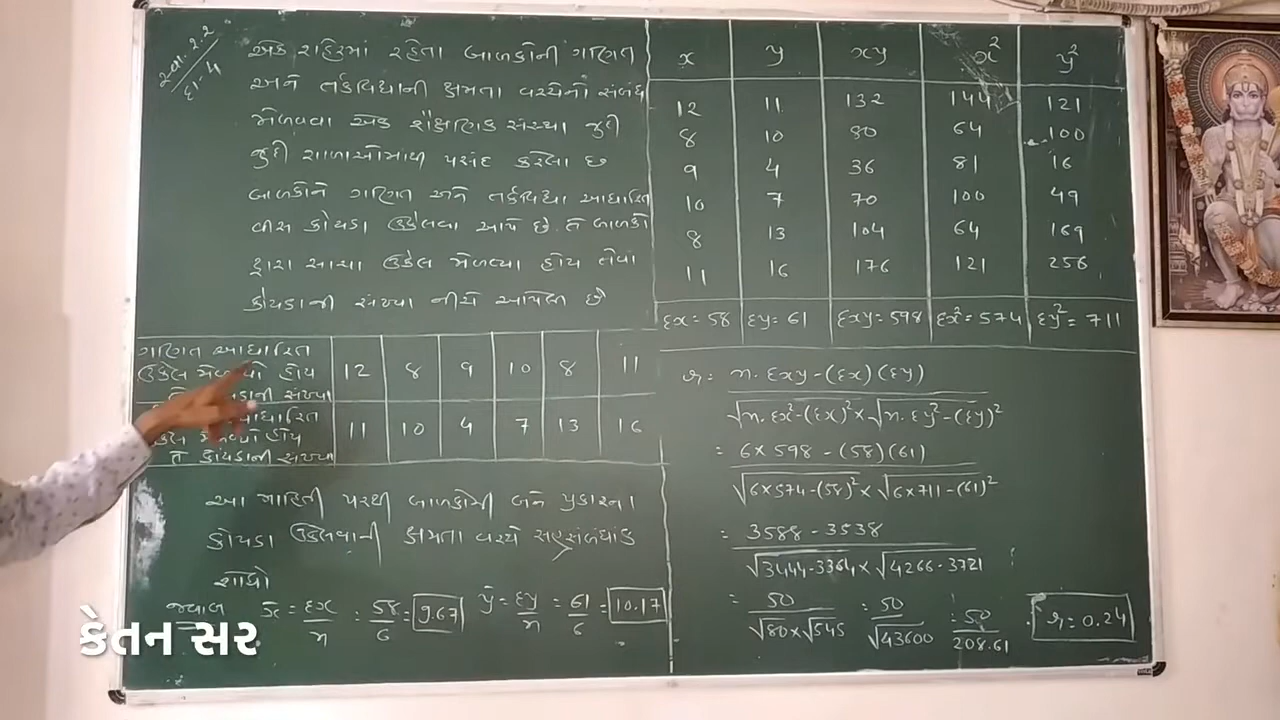 સ્વા. 2.2
દા-4
એક શહેરમાં રહેતા બાળકોની ગણિત
અને તર્કવિદ્યાની ક્ષમતા વચ્ચેનો સંબંધ
મેળવવા એક શૈક્ષણિક સંસ્થા જુદી
જુદી શાળાઓમાંથી પસંદ કરેલા છ
બાળકોને ગણિત અને તર્કવિદ્યા આધારિત
વીસ કોયડા ઉકેલવા આપે છે. તે બાળકો
દ્વારા સાચા ઉકેલ મેળવ્યા હોય તેવા
કોયડાની સંખ્યા નીચે આપેલ છે
ગણિત આધારિત
ઉકેલ મેળવ્યો હોય
સંખ્યા
12 8 9 10 8 11
હોય
તે કોયડાની સંખ્યા
11 10 4 7 13 16
આ માહિતી પરથી બાળકોની બંને પ્રકારના
કોયડા ઉકેલવાની ક્ષમતા વચ્ચે સહસંબંધાંક
શોધો
જવાબ x̄ = Σx/n = 58/6 = 9.67 ȳ = Σy/n = 61/6 = 10.17
x y xy x² y²
12 11 132 144 121
8 10 80 64 100
9 4 36 81 16
10 7 70 100 49
8 13 104 64 169
11 16 176 121 256
Σx = 58 Σy = 61 Σxy = 598 Σx² = 574 Σy² = 711
r = n·Σxy - (Σx)(Σy)
√n·Σx² - (Σx)² × √n·Σy² - (Σy)²
= 6×598 - (58)(61)
√6×574 - (58)² × √6×711 - (61)²
= 3588 - 3538
√3444-3364 × √4266-3721
= 50 = 50 = 50 r = 0.24
√80×√545 √43600 208.61
કેતન સર